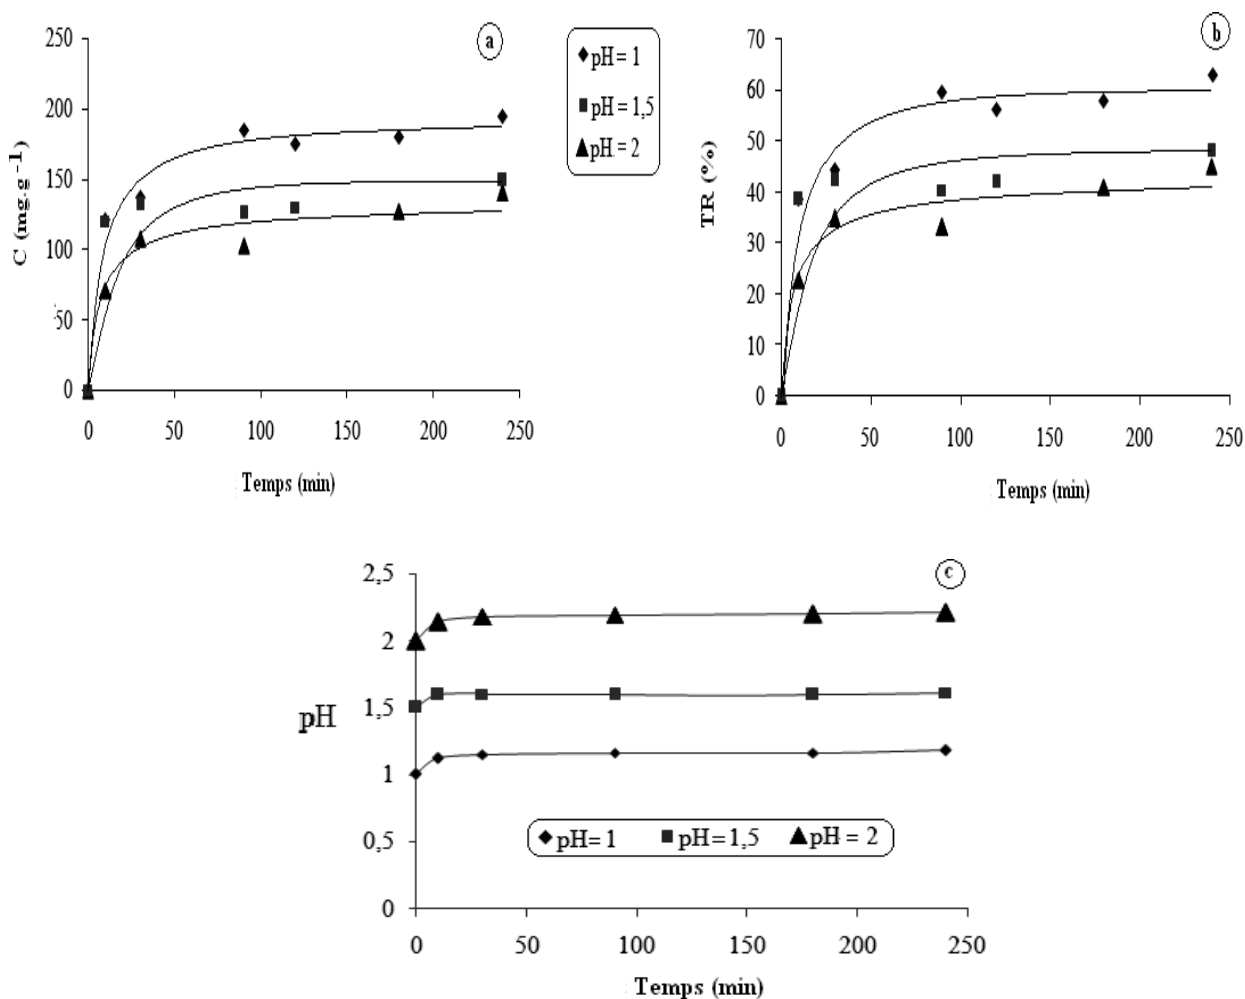 a
250
200
150
100
50
0
C (mg.g⁻¹)
0 50 100 150 200 250
Temps (min)
pH = 1
pH = 1,5
pH = 2
b
70
60
50
40
30
20
10
0
TR (%)
0 50 100 150 200 250
Temps (min)
c
2,5
2
1,5
1
0,5
0
pH
pH = 1 pH = 1,5 pH = 2
0 50 100 150 200 250
Temps (min)